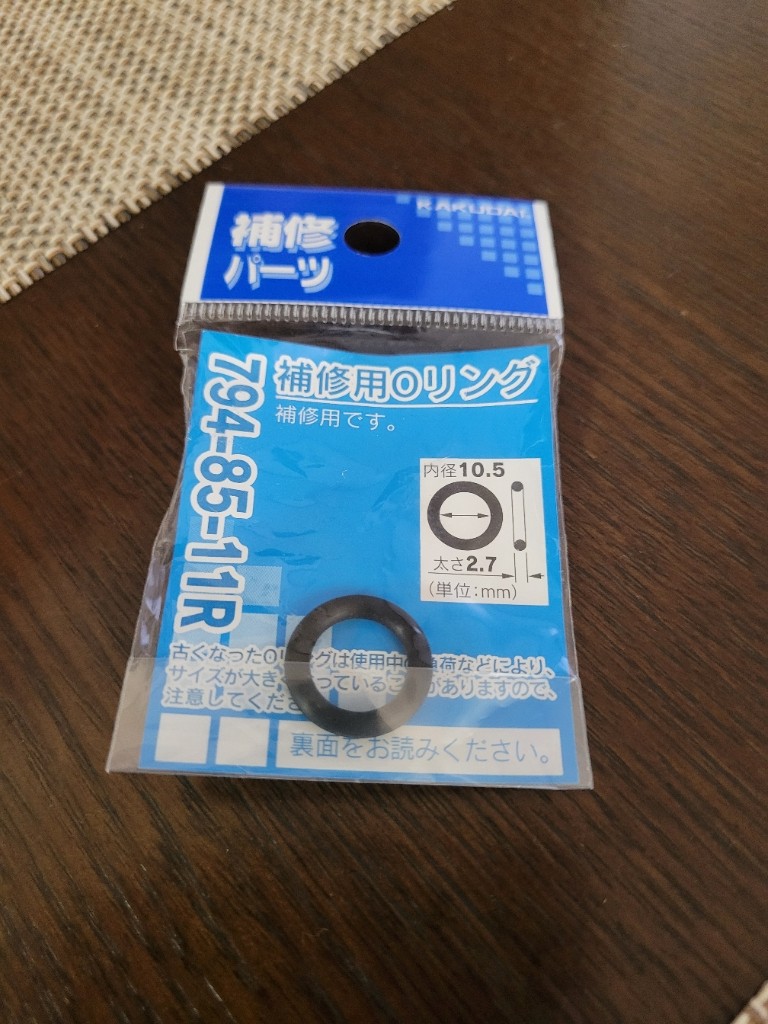 KAKUDAI
補修
パーツ
794-85-11R
補修用Oリング
補修用です。
内径10.5
太さ2.7
(単位:mm)
古くなったOリングは使用中の負荷などにより、
サイズが大き っていること がありますので、
注意してくださ
裏面をお読みください。